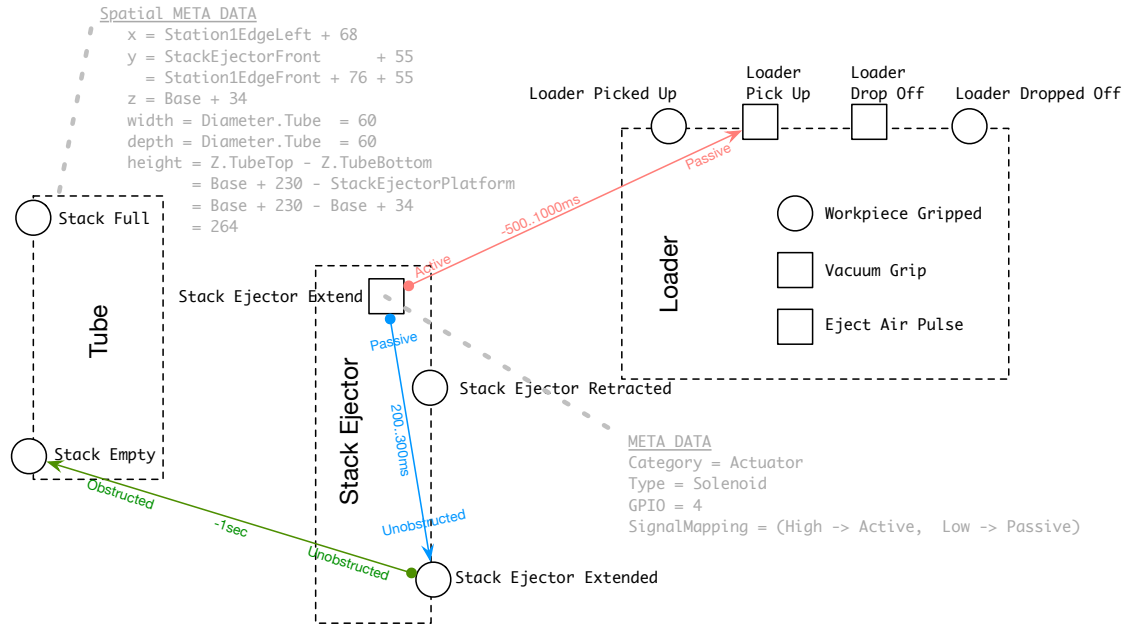 Spatial META DATA
x = Station1EdgeLeft + 68
y = StackEjectorFront + 55
= Station1EdgeFront + 76 + 55
z = Base + 34
width = Diameter.Tube = 60
depth = Diameter.Tube = 60
height = Z.TubeTop - Z.TubeBottom
= Base + 230 - StackEjectorPlatform
= Base + 230 - Base + 34
= 264
Loader Picked Up
Loader
Pick Up
Loader
Drop Off
Loader Dropped Off
Passive
-500..1000ms
Active
Stack Full
Tube
Stack Empty
Workpiece Gripped
Vacuum Grip
Eject Air Pulse
Loader
Stack Ejector Extend
Passive
Stack Ejector
Stack Ejector Retracted
200..300ms
Unobstructed
Obstructed
-1sec
Unobstructed
Stack Ejector Extended
META DATA
Category = Actuator
Type = Solenoid
GPIO = 4
SignalMapping = (High -> Active, Low -> Passive)